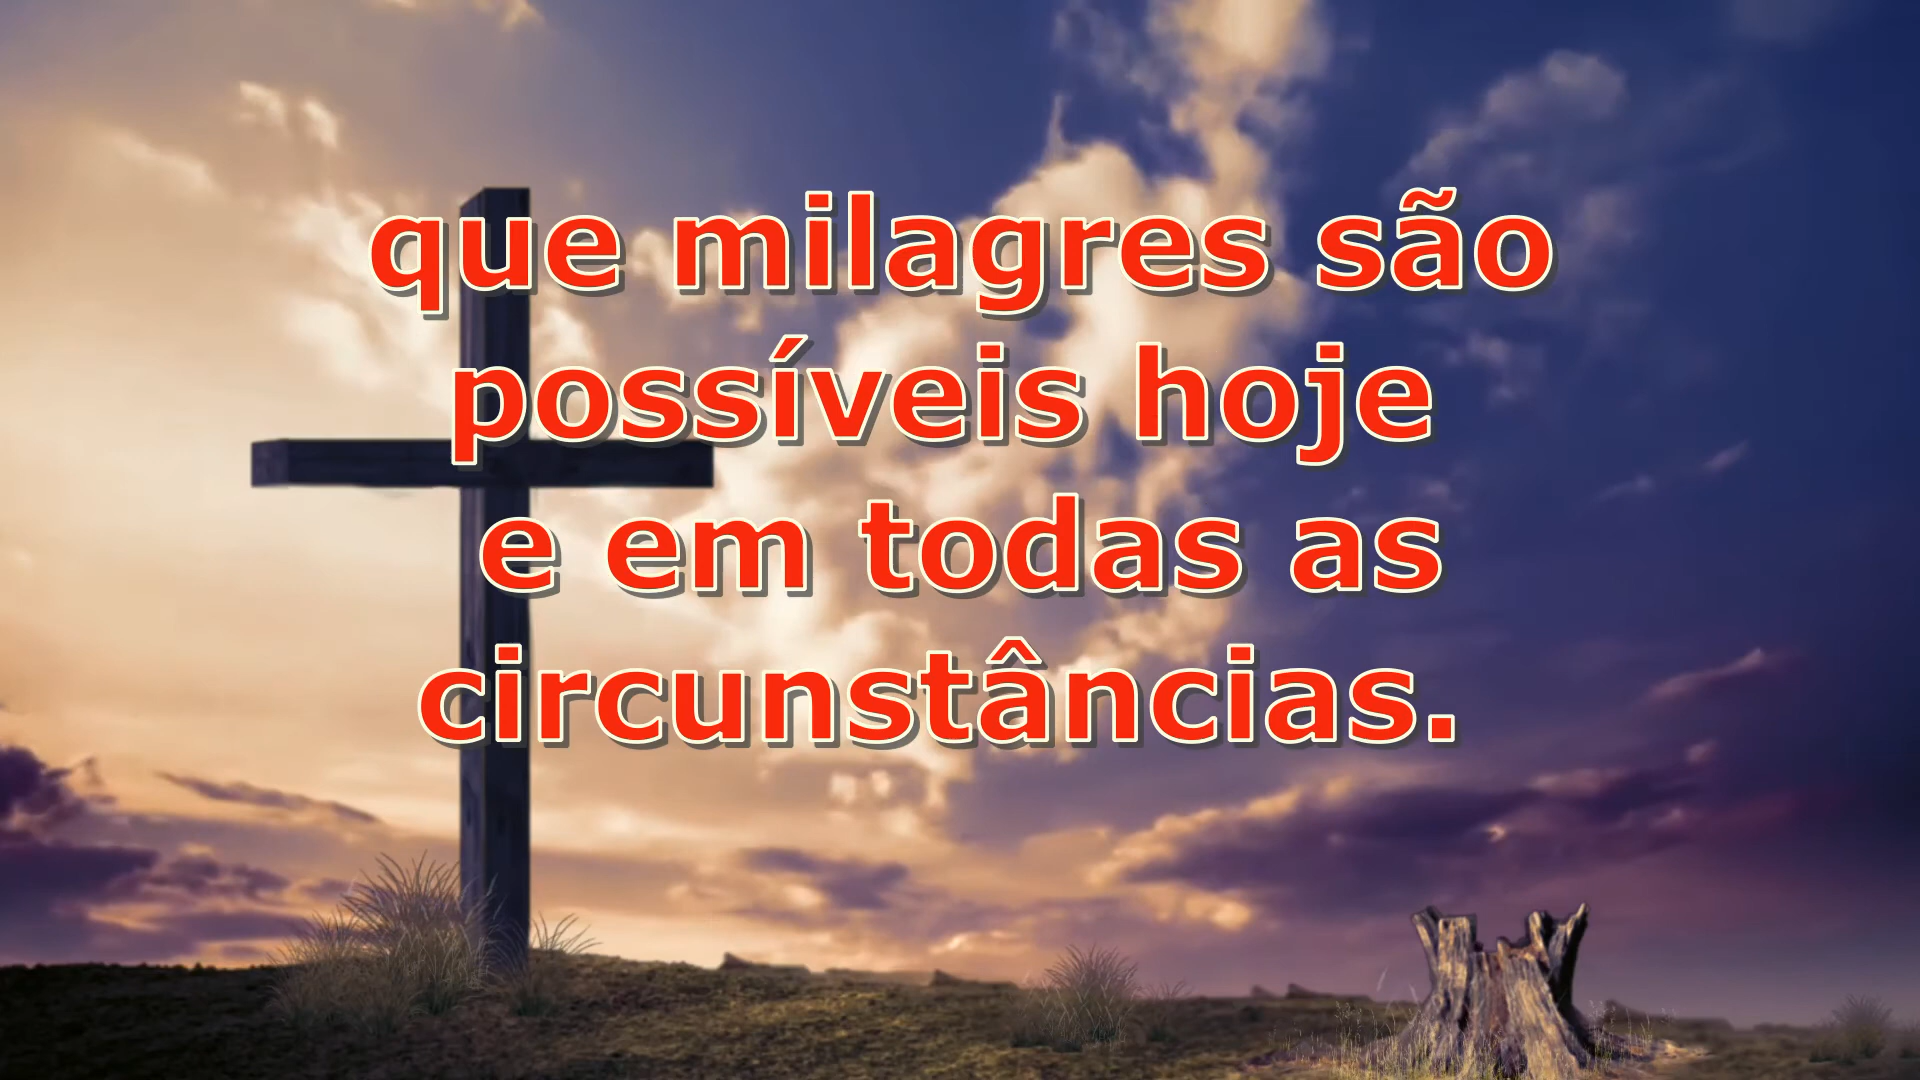 que milagres são
possíveis hoje
e em todas as
circunstâncias.